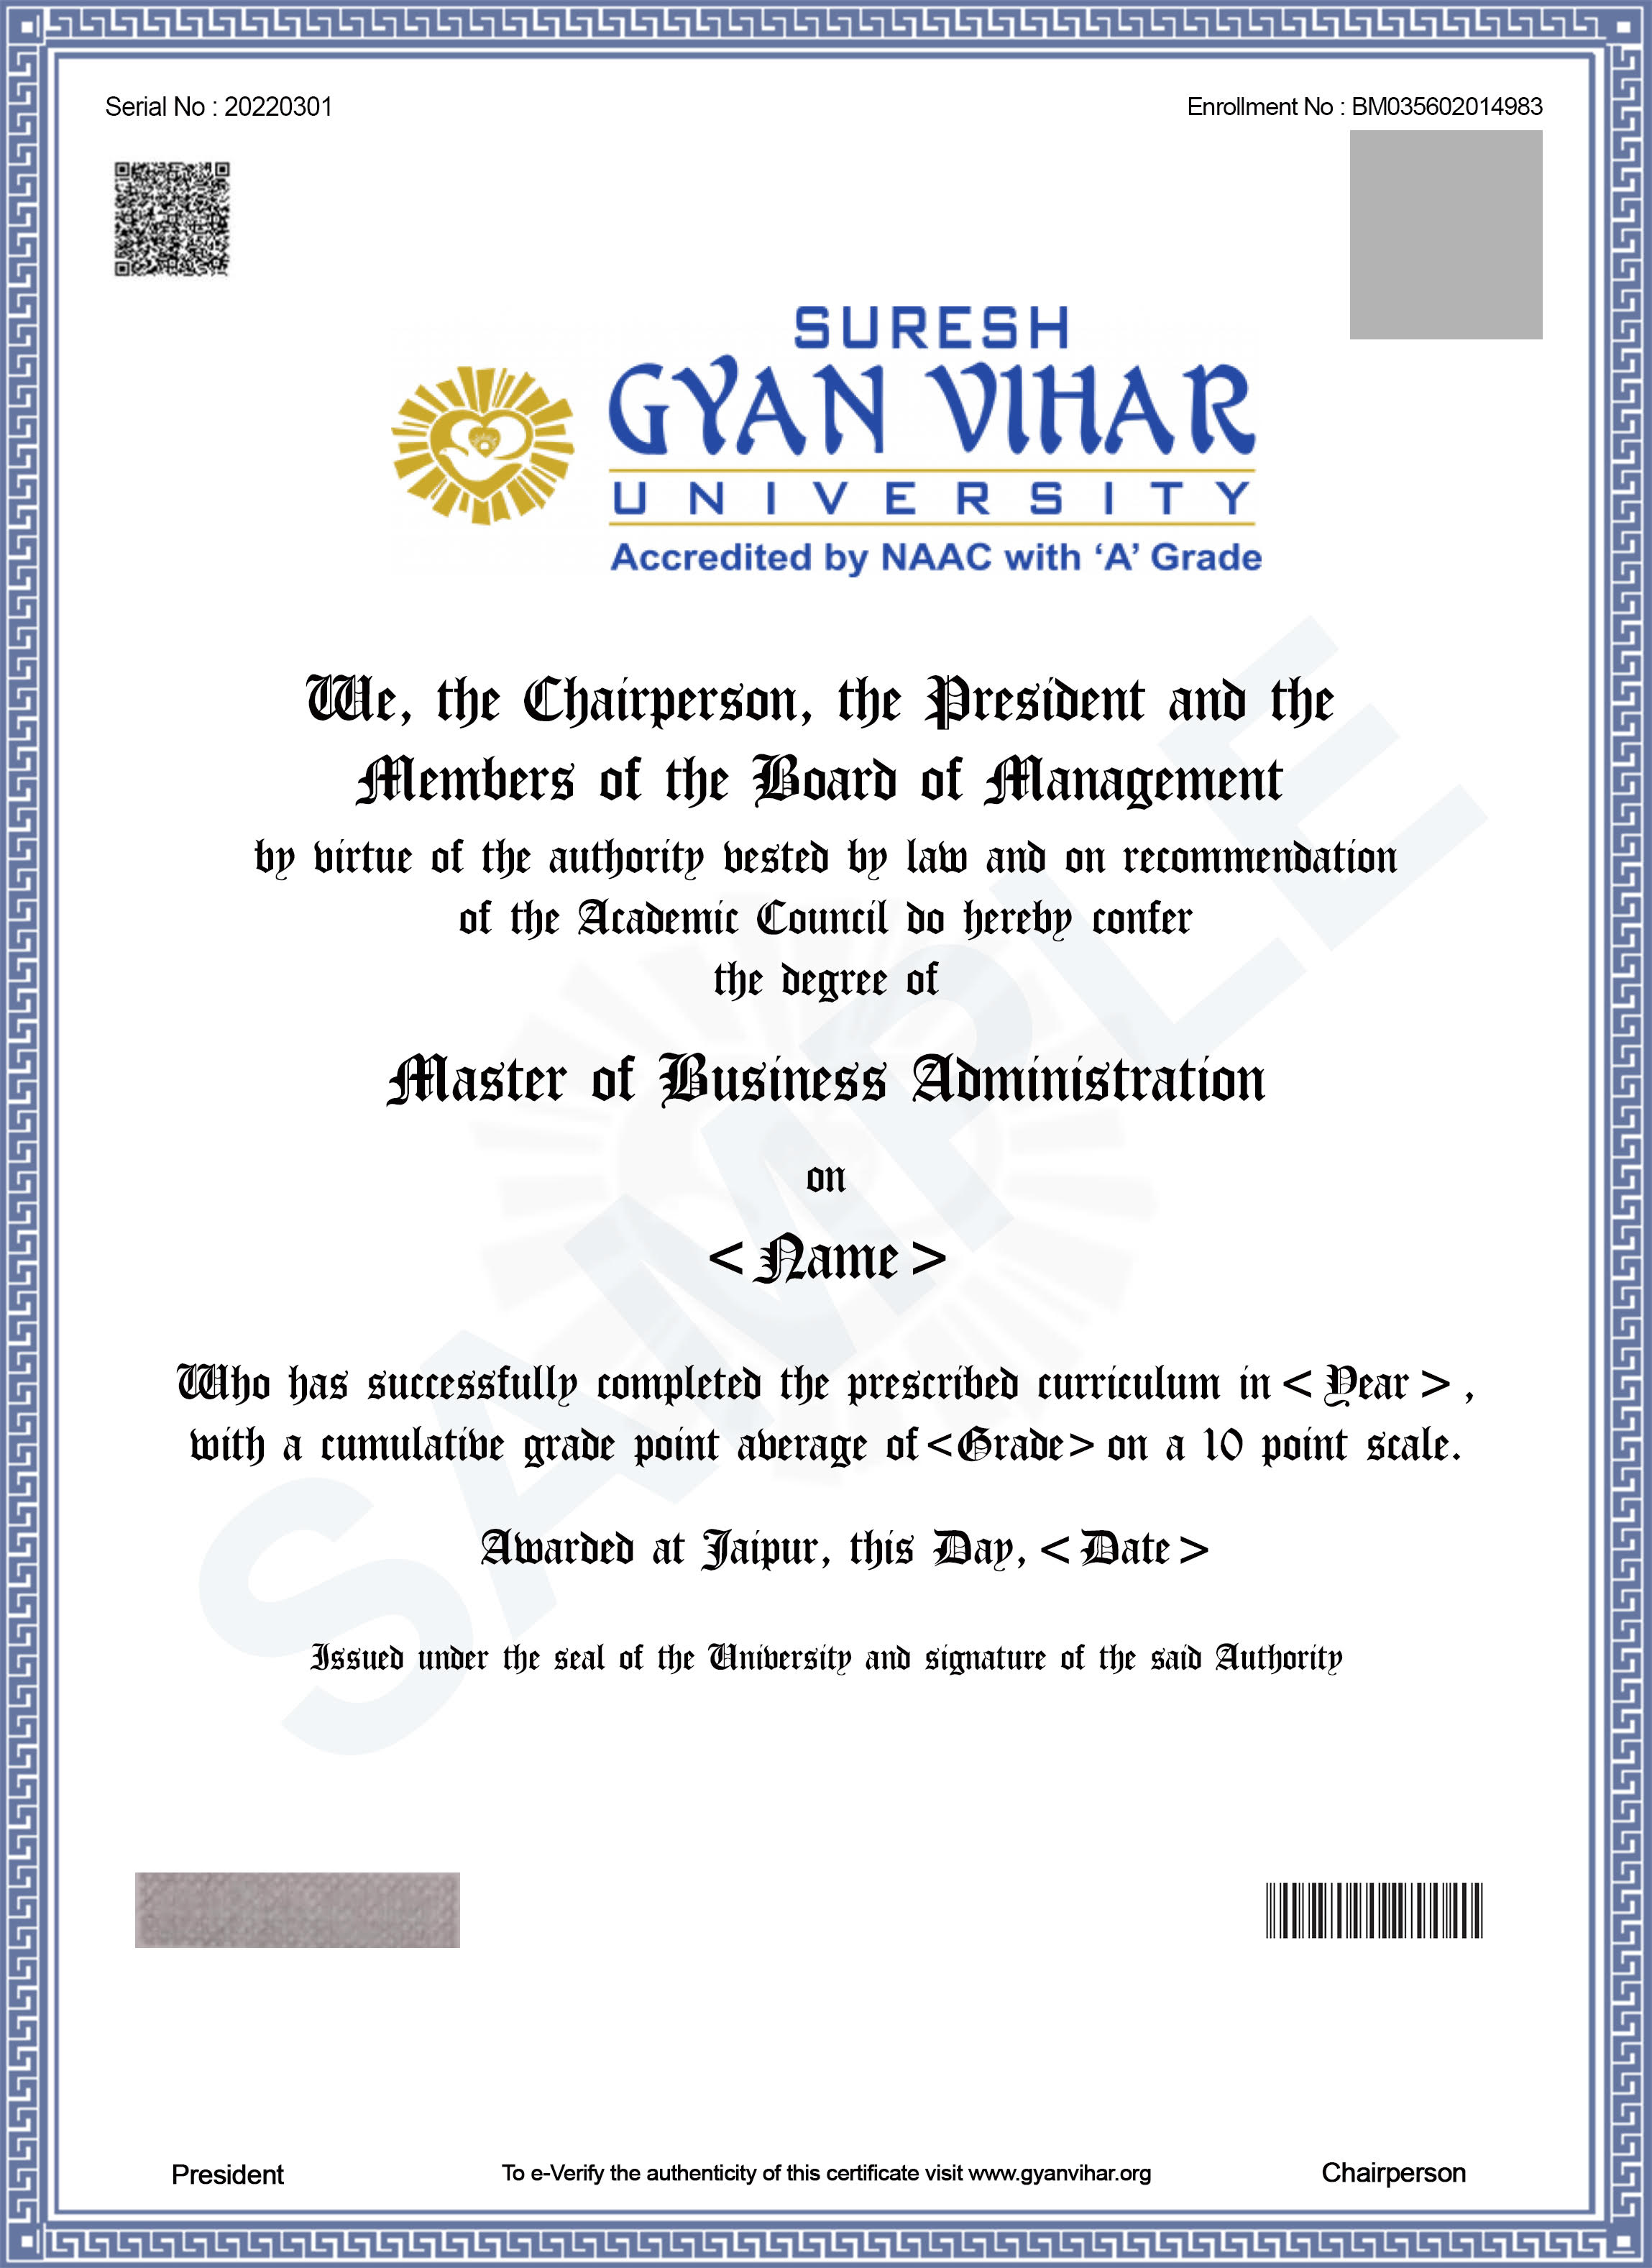 Serial No : 20220301
Enrollment No : BM035602014983
SURESH
GYAN VIHAR
UNIVERSITY
Accredited by NAAC with ‘A’ Grade
We, the Chairperson, the President and the
Members of the Board of Management
by virtue of the authority vested by law and on recommendation
of the Academic Council do hereby confer
the degree of
Master of Business Administration
on
< Name >
Who has successfully completed the prescribed curriculum in < Year > ,
with a cumulative grade point average of <Grade> on a 10 point scale.
Awarded at Jaipur, this Day, < Date >
Issued under the seal of the University and signature of the said Authority
SAMPLE
President
To e-Verify the authenticity of this certificate visit www.gyanvihar.org
Chairperson